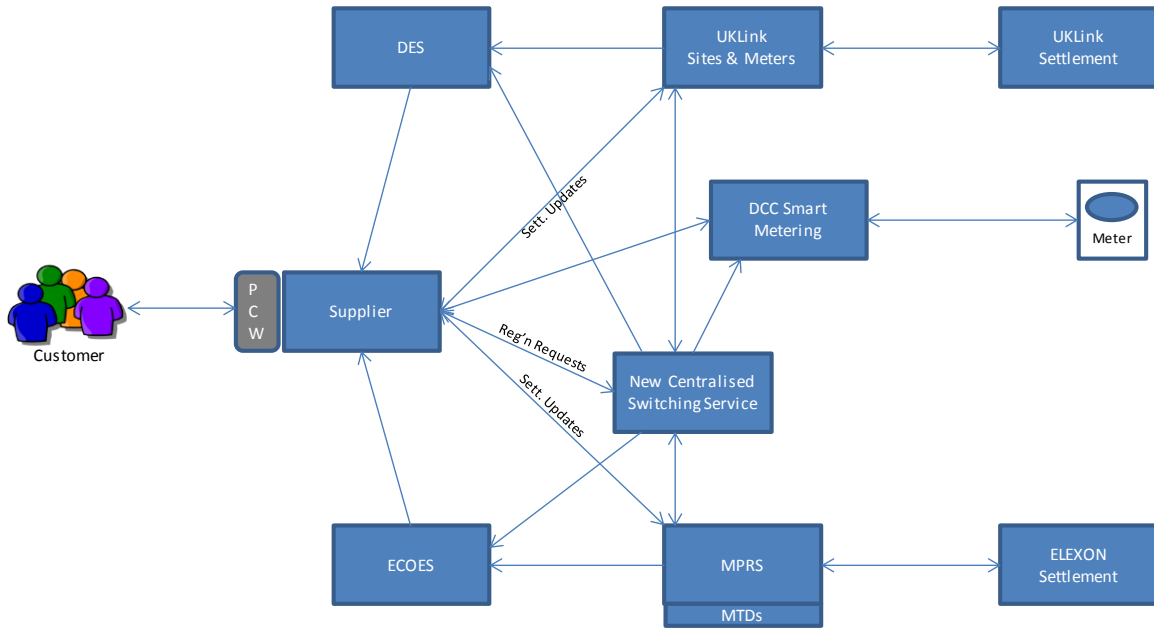 DES
UKLink
Sites & Meters
UKLink
Settlement
Sett. Updates
DCC Smart
Metering
Meter
P
C
W
Supplier
Customer
Reg'n Requests
New Centralised
Switching Service
Sett. Updates
ECOES
MPRS
MTDs
ELEXON
Settlement